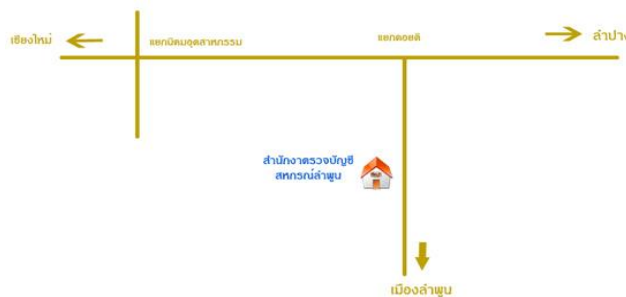 เชียงใหม่
แยกนิคมอุตสาหกรรม
แยกดอยติ
ลำปาง
สำนักงาตรวจบัญชี
สหกรณ์ลำพูน
เมืองลำพูน